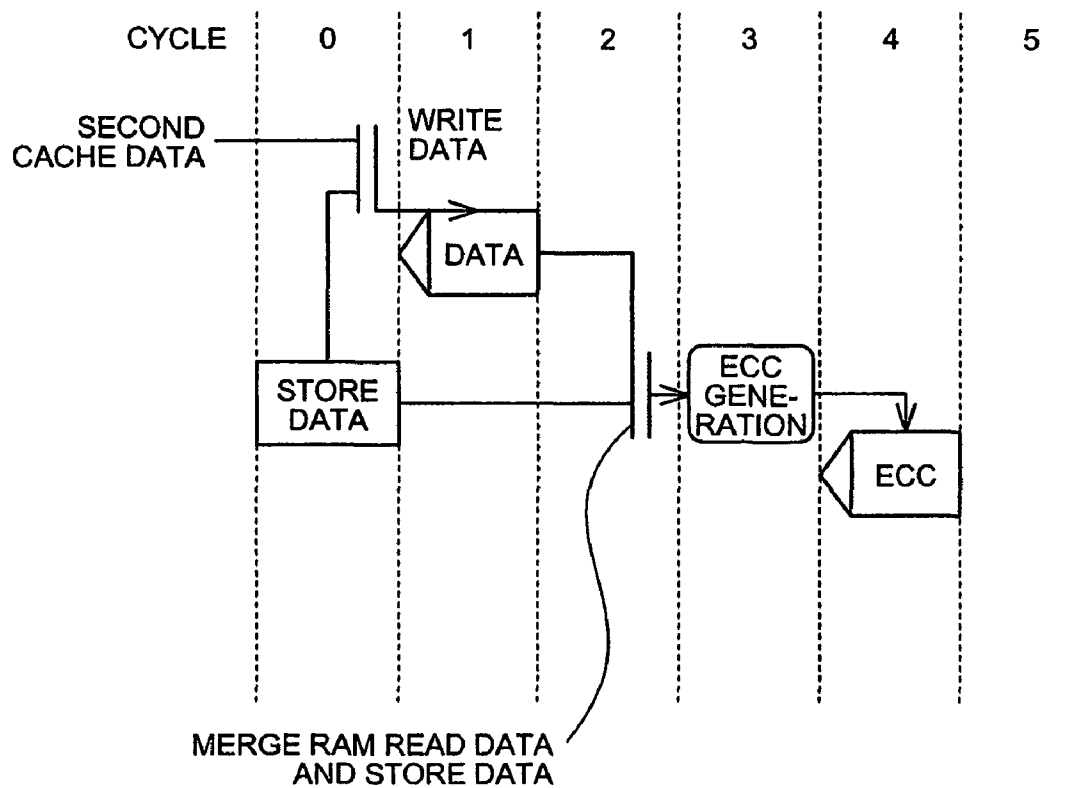 CYCLE 0 1 2 3 4 5
SECOND
CACHE DATA
WRITE
DATA
DATA
STORE
DATA
ECC
GENE-
RATION
ECC
MERGE RAM READ DATA
AND STORE DATA